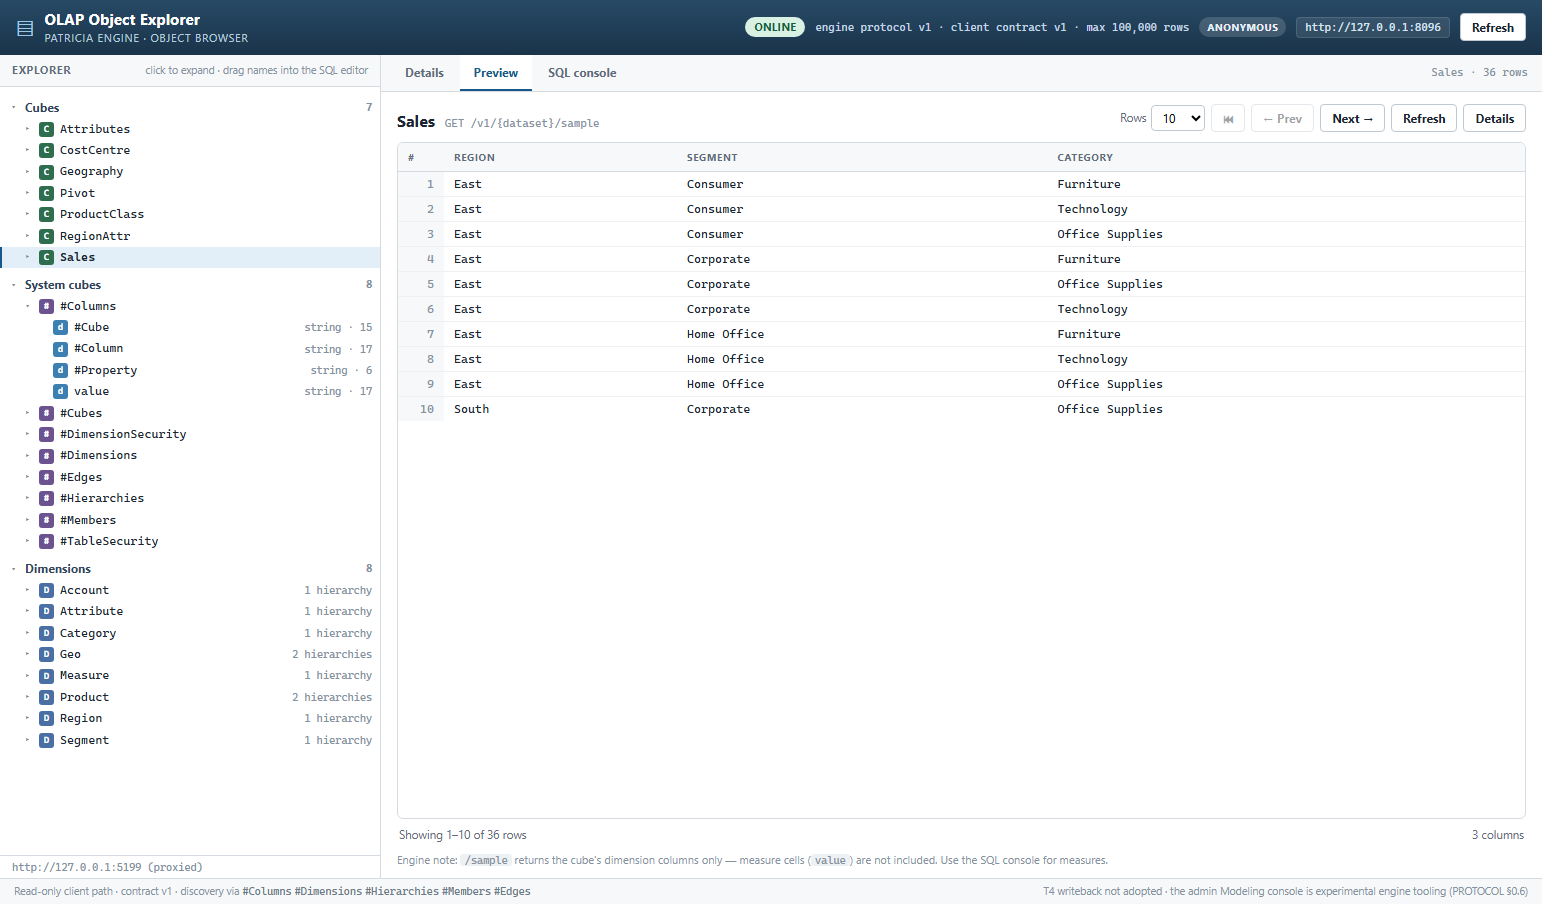 OLAP Object Explorer
PATRICIA ENGINE · OBJECT BROWSER
ONLINE engine protocol v1 · client contract v1 · max 100,000 rows ANONYMOUS http://127.0.0.1:8096 Refresh
EXPLORER click to expand · drag names into the SQL editor
Cubes 7
C Attributes
C CostCentre
C Geography
C Pivot
C ProductClass
C RegionAttr
C Sales
System cubes 8
# #Columns
d #Cube string · 15
d #Column string · 17
d #Property string · 6
d value string · 17
# #Cubes
# #DimensionSecurity
# #Dimensions
# #Edges
# #Hierarchies
# #Members
# #TableSecurity
Dimensions 8
D Account 1 hierarchy
D Attribute 1 hierarchy
D Category 1 hierarchy
D Geo 2 hierarchies
D Measure 1 hierarchy
D Product 2 hierarchies
D Region 1 hierarchy
D Segment 1 hierarchy
http://127.0.0.1:5199 (proxied)
Details Preview SQL console Sales · 36 rows
Sales GET /v1/{dataset}/sample Rows 10 ⏮ ← Prev Next → Refresh Details
# REGION SEGMENT CATEGORY
1 East Consumer Furniture
2 East Consumer Technology
3 East Consumer Office Supplies
4 East Corporate Furniture
5 East Corporate Office Supplies
6 East Corporate Technology
7 East Home Office Furniture
8 East Home Office Technology
9 East Home Office Office Supplies
10 South Corporate Office Supplies
Showing 1–10 of 36 rows 3 columns
Engine note: /sample returns the cube's dimension columns only — measure cells (value) are not included. Use the SQL console for measures.
Read-only client path · contract v1 · discovery via #Columns #Dimensions #Hierarchies #Members #Edges T4 writeback not adopted · the admin Modeling console is experimental engine tooling (PROTOCOL §0.6)